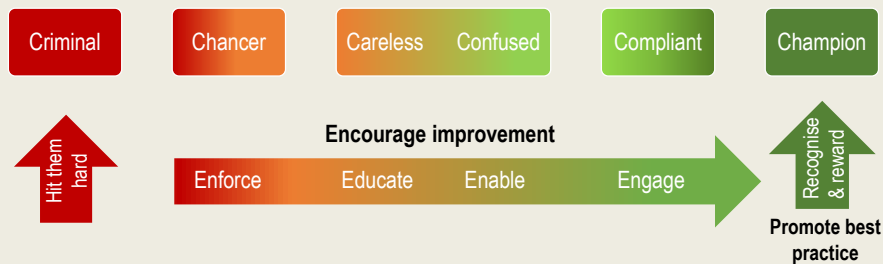 Criminal
Chancer
Careless Confused
Compliant
Champion
Hit them
hard
Encourage improvement
Enforce
Educate
Enable
Engage
Recognise
& reward
Promote best
practice